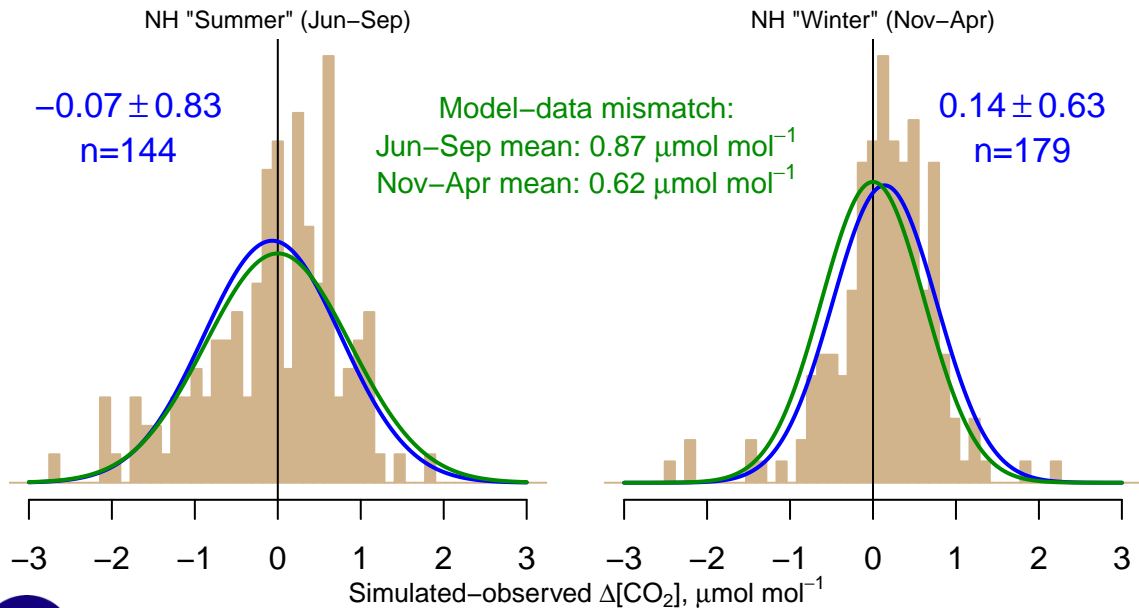 NH "Summer" (Jun−Sep)
−0.07 ± 0.83
n=144
Model−data mismatch:
Jun−Sep mean: 0.87 μmol mol⁻¹
Nov−Apr mean: 0.62 μmol mol⁻¹
NH "Winter" (Nov−Apr)
0.14 ± 0.63
n=179
−3 −2 −1 0 1 2 3
−3 −2 −1 0 1 2 3
Simulated−observed Δ[CO₂], μmol mol⁻¹